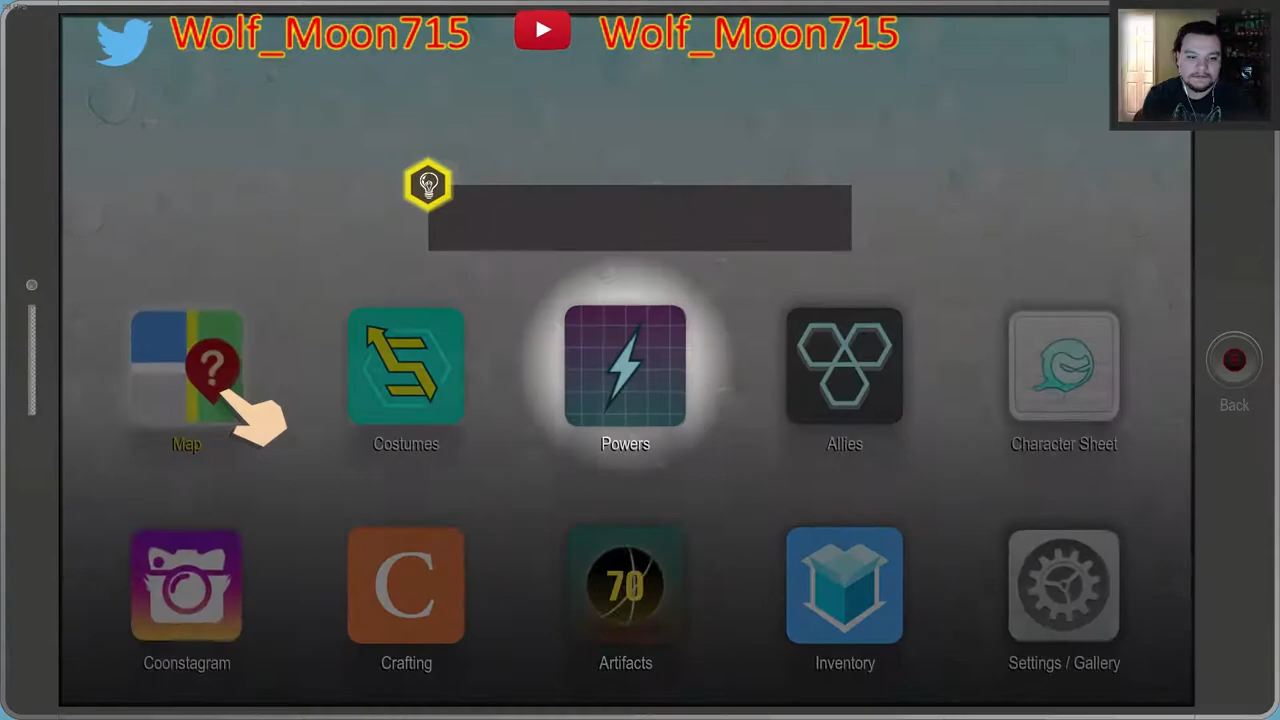 Wolf_Moon715 Wolf_Moon715
?
Back
Map Costumes Powers Allies Character Sheet
C
70
Coonstagram Crafting Artifacts Inventory Settings / Gallery